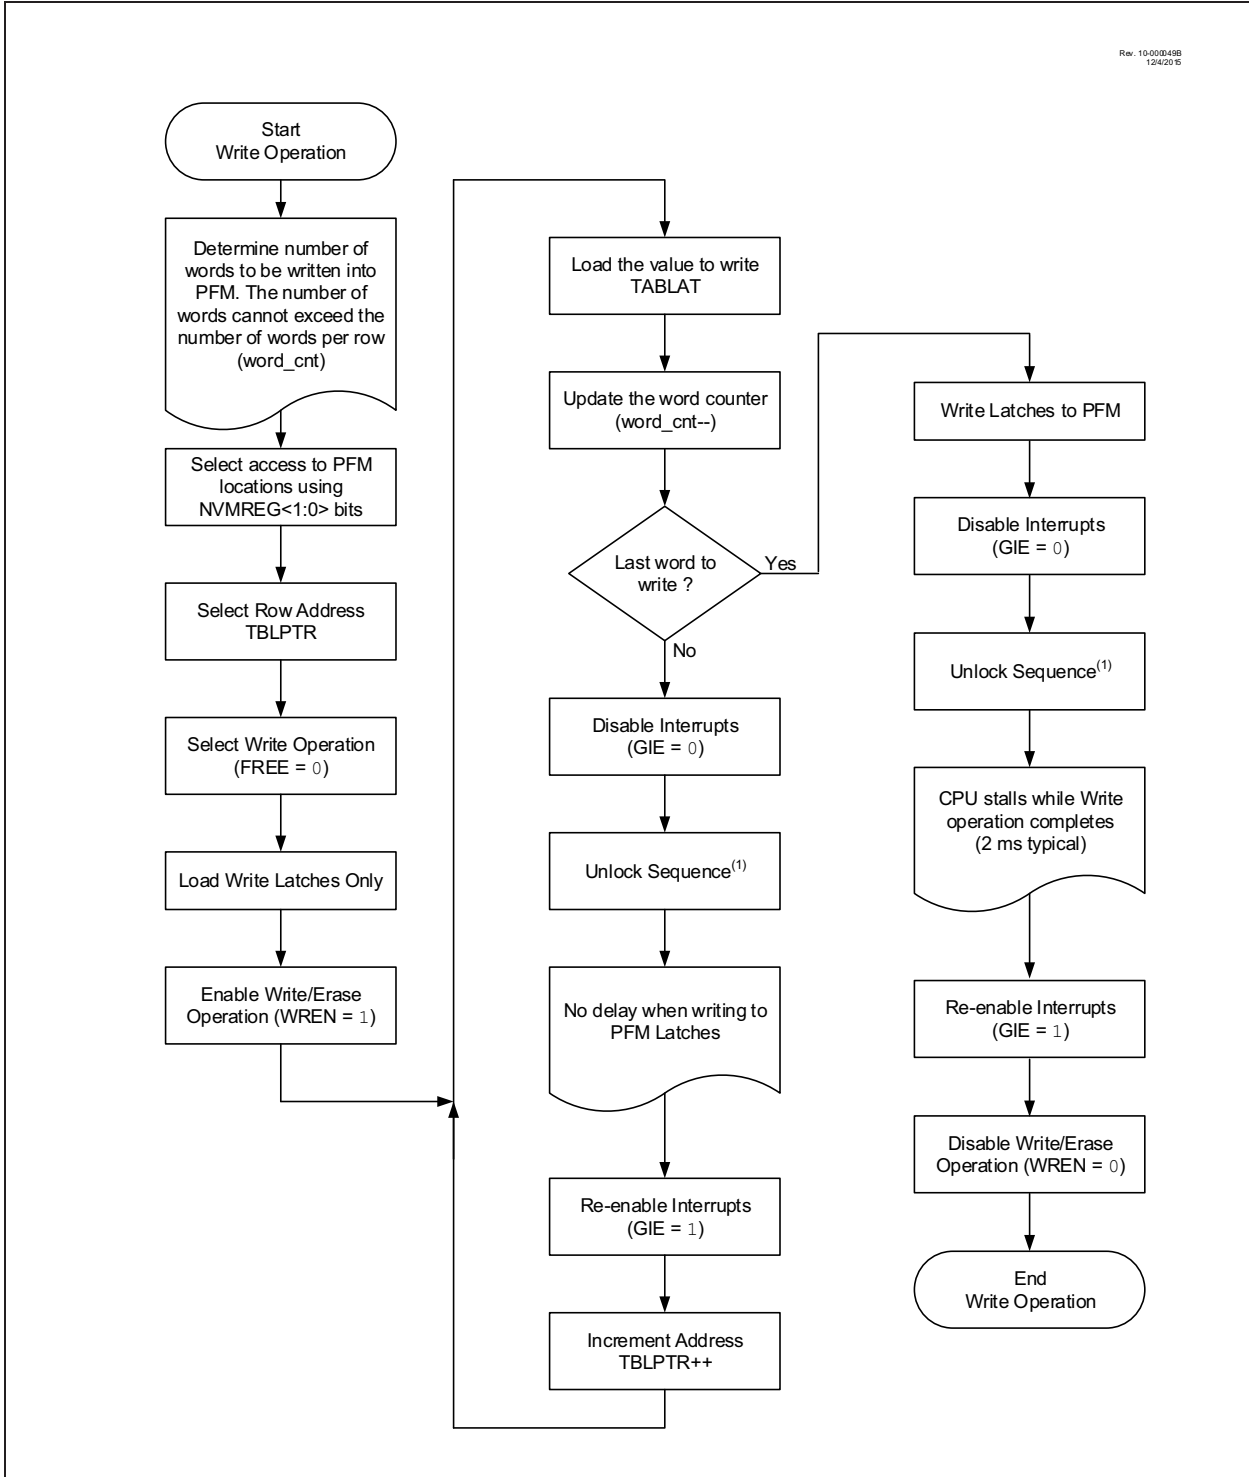 Rev. 10-000049B
12/4/2015
Start
Write Operation
Determine number of
words to be written into
PFM. The number of
words cannot exceed the
number of words per row
(word_cnt)
Select access to PFM
locations using
NVMREG<1:0> bits
Select Row Address
TBLPTR
Select Write Operation
(FREE = 0)
Load Write Latches Only
Enable Write/Erase
Operation (WREN = 1)
Load the value to write
TABLAT
Update the word counter
(word_cnt--)
Last word to
write ?
Yes
No
Disable Interrupts
(GIE = 0)
Unlock Sequence(1)
No delay when writing to
PFM Latches
Re-enable Interrupts
(GIE = 1)
Increment Address
TBLPTR++
Write Latches to PFM
Disable Interrupts
(GIE = 0)
Unlock Sequence(1)
CPU stalls while Write
operation completes
(2 ms typical)
Re-enable Interrupts
(GIE = 1)
Disable Write/Erase
Operation (WREN = 0)
End
Write Operation